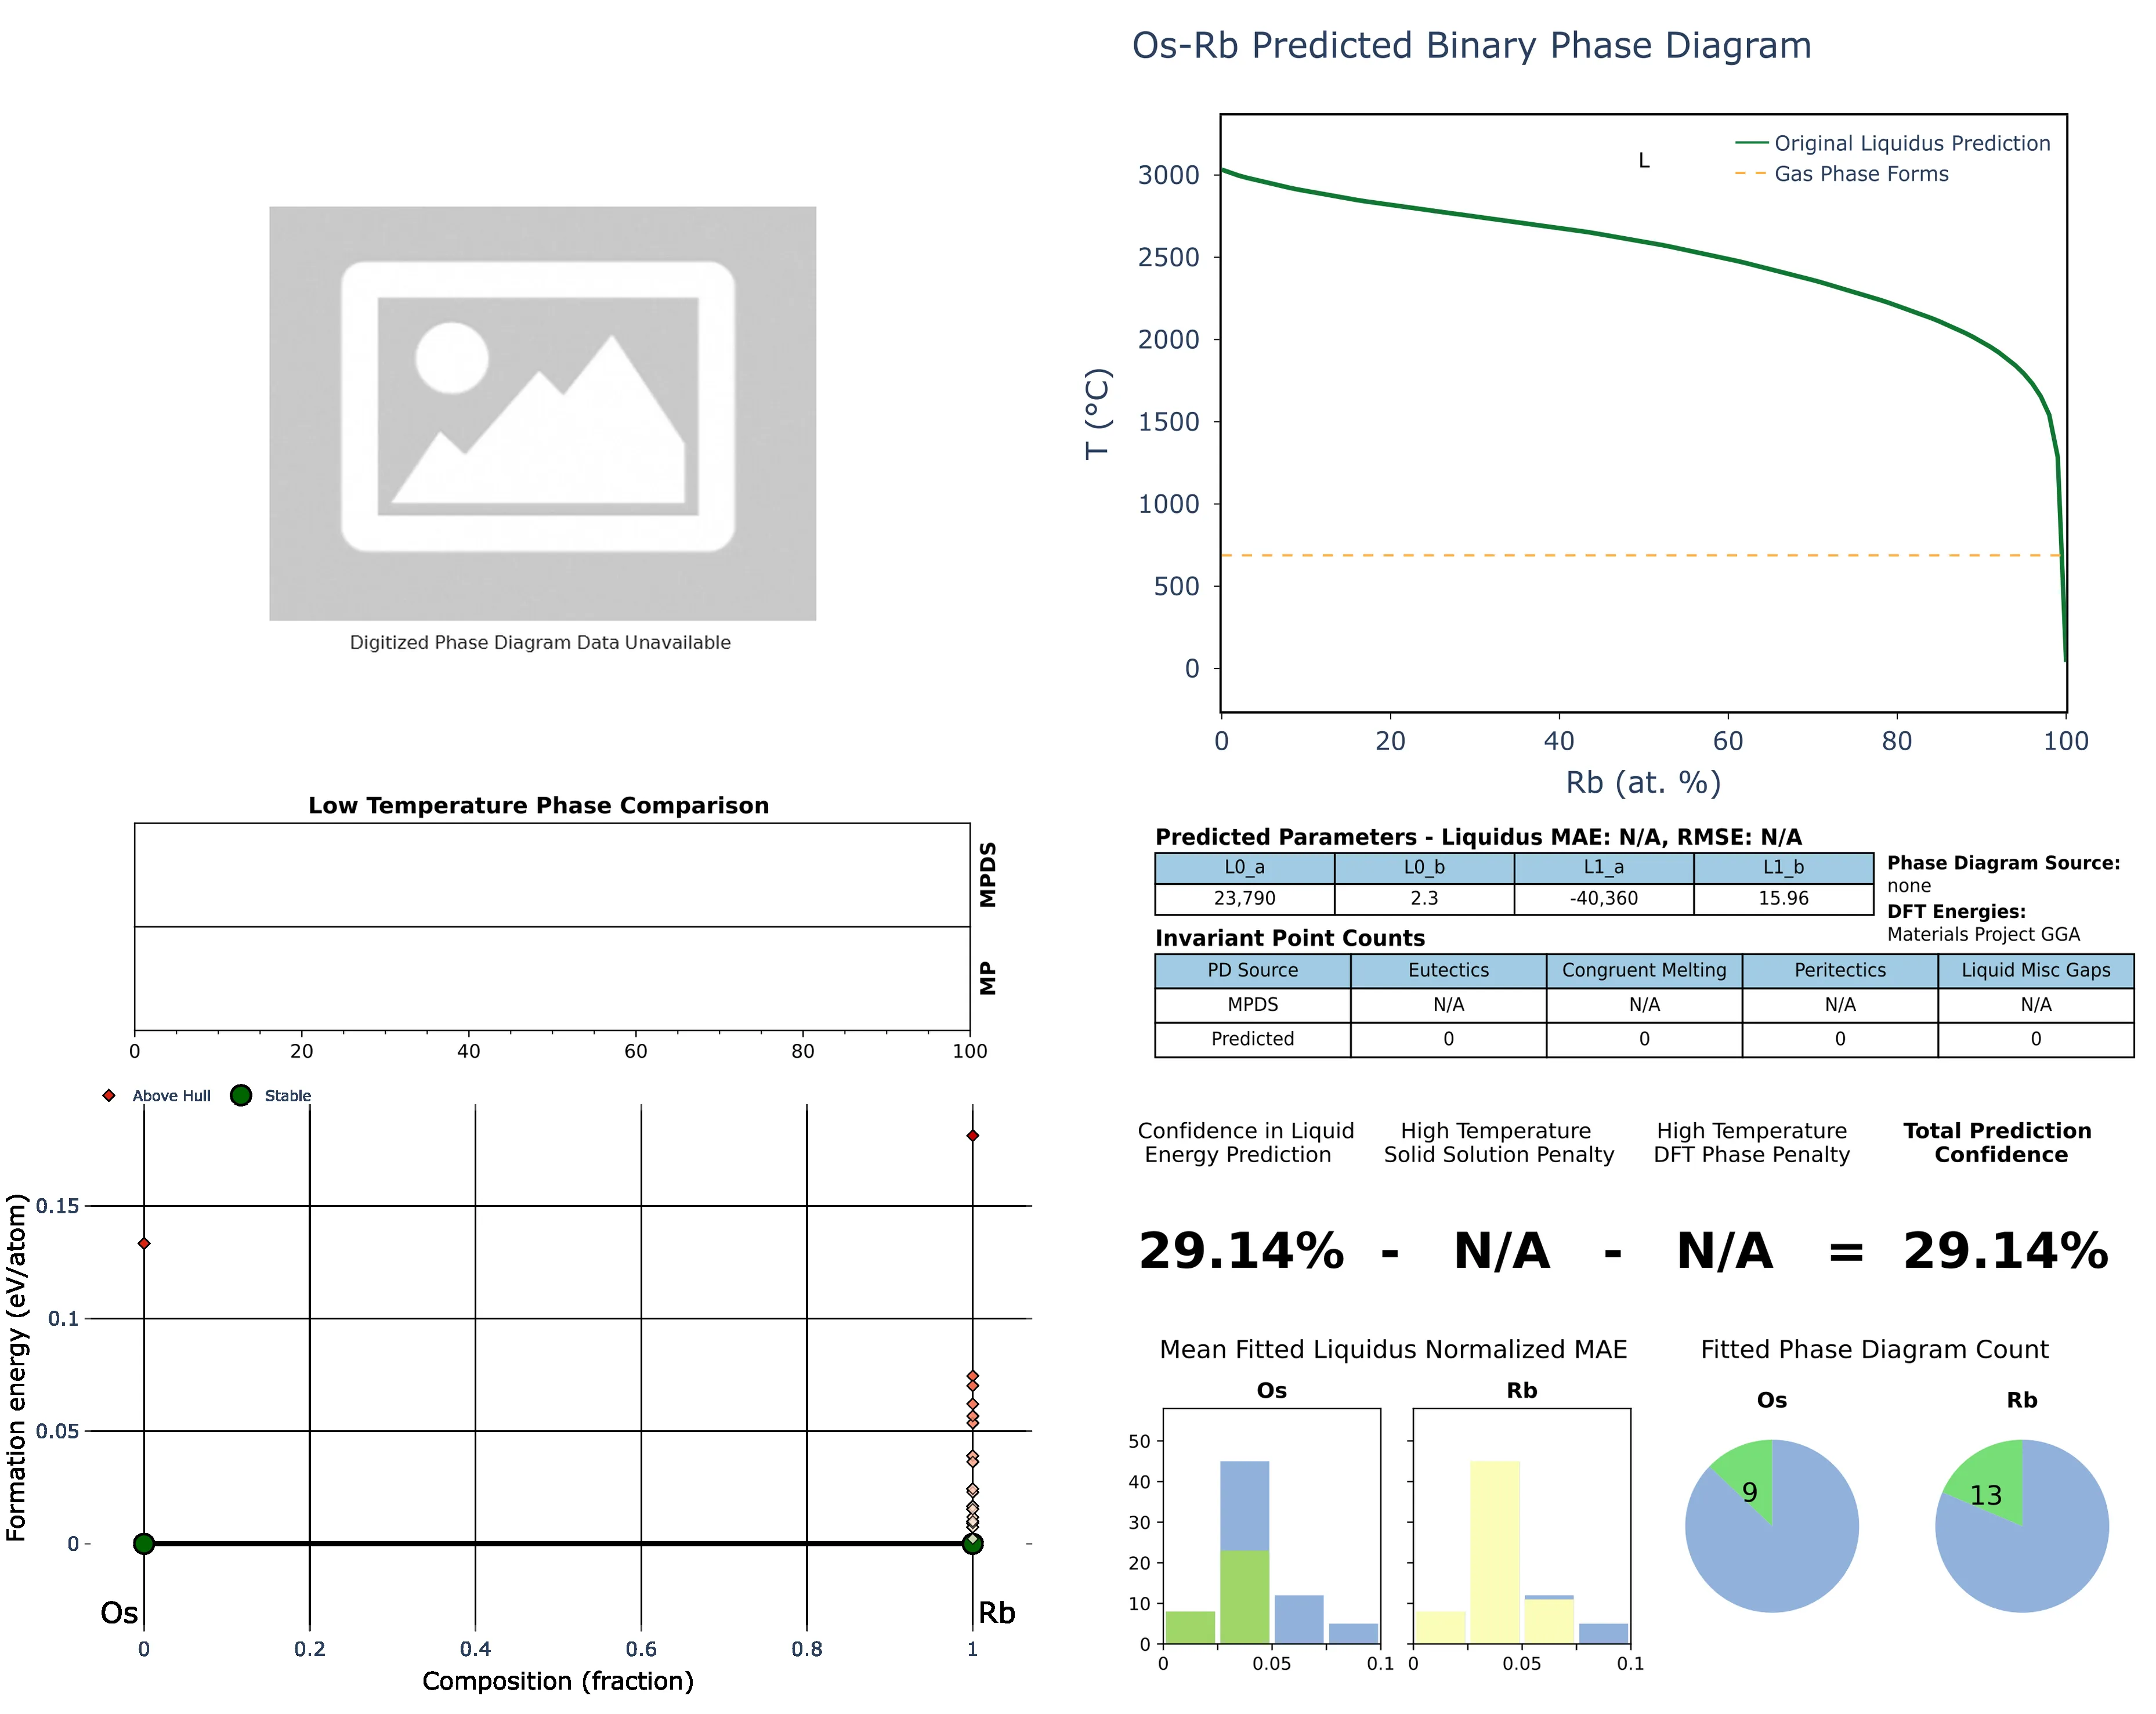 Os-Rb Predicted Binary Phase Diagram
L
Original Liquidus Prediction
Gas Phase Forms
3000
2500
2000
1500
1000
500
0
T (°C)
0 20 40 60 80 100
Rb (at. %)
Digitized Phase Diagram Data Unavailable
Low Temperature Phase Comparison
MPDS
MP
0 20 40 60 80 100
Predicted Parameters - Liquidus MAE: N/A, RMSE: N/A
L0_a L0_b L1_a L1_b
23,790 2.3 -40,360 15.96
Phase Diagram Source:
none
DFT Energies:
Materials Project GGA
Invariant Point Counts
PD Source Eutectics Congruent Melting Peritectics Liquid Misc Gaps
MPDS N/A N/A N/A N/A
Predicted 0 0 0 0
Above Hull Stable
0.15
0.1
0.05
0
Formation energy (eV/atom)
Os Rb
0 0.2 0.4 0.6 0.8 1
Composition (fraction)
Confidence in Liquid
Energy Prediction
High Temperature
Solid Solution Penalty
High Temperature
DFT Phase Penalty
Total Prediction
Confidence
29.14% - N/A - N/A = 29.14%
Mean Fitted Liquidus Normalized MAE
Os Rb
50
40
30
20
10
0
0 0.05 0.1 0 0.05 0.1
Fitted Phase Diagram Count
Os Rb
9 13